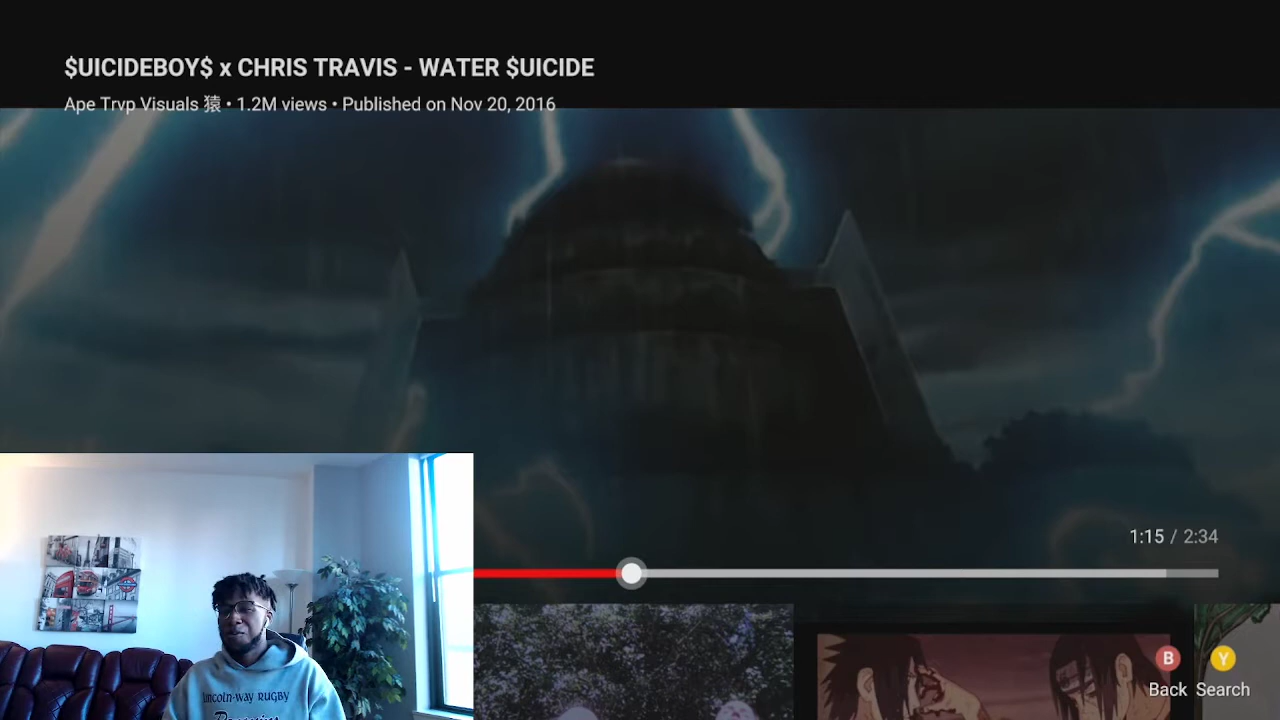 $UICIDEBOY$ x CHRIS TRAVIS - WATER $UICIDE
Ape Trvp Visuals 猿 • 1.2M views • Published on Nov 20, 2016
1:15 / 2:34
B Y
Back Search
LINCOLN-WAY RUGBY